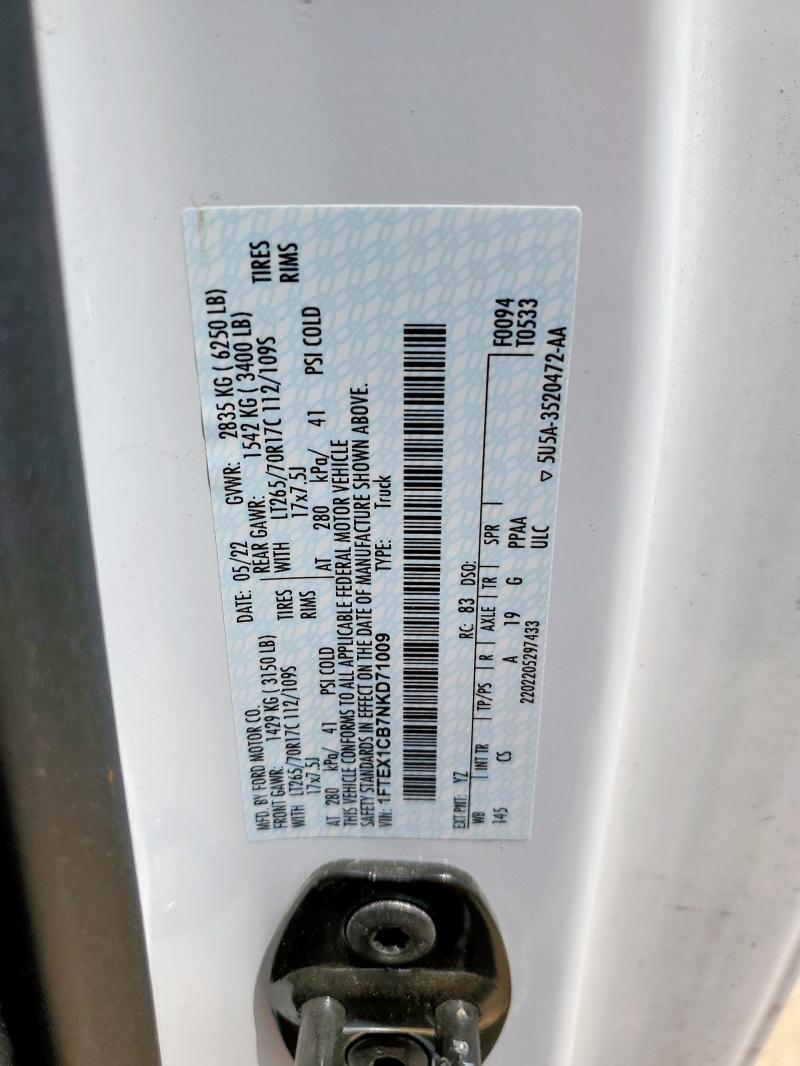 MFD. BY FORD MOTOR CO. DATE: 05/22 GVWR: 2835 KG ( 6250 LB)
FRONT GAWR: 1429 KG ( 3150 LB) REAR GAWR: 1542 KG ( 3400 LB)
WITH LT265/70R17C 112/109S TIRES WITH LT265/70R17C 112/109S TIRES
17x7.5J RIMS 17x7.5J RIMS
AT 280 kPa/ 41 PSI COLD AT 280 kPa/ 41 PSI COLD
THIS VEHICLE CONFORMS TO ALL APPLICABLE FEDERAL MOTOR VEHICLE
SAFETY STANDARDS IN EFFECT ON THE DATE OF MANUFACTURE SHOWN ABOVE.
VIN: 1FTEX1CB7NKD71009 TYPE: Truck
EXT PNT: YZ RC: 83 DSO: F0094
WB INT TR TP/PS R AXLE TR SPR T0533
145 CS A 19 G PPAA
2202205297433 ULC ▽ 5U5A-3520472-AA